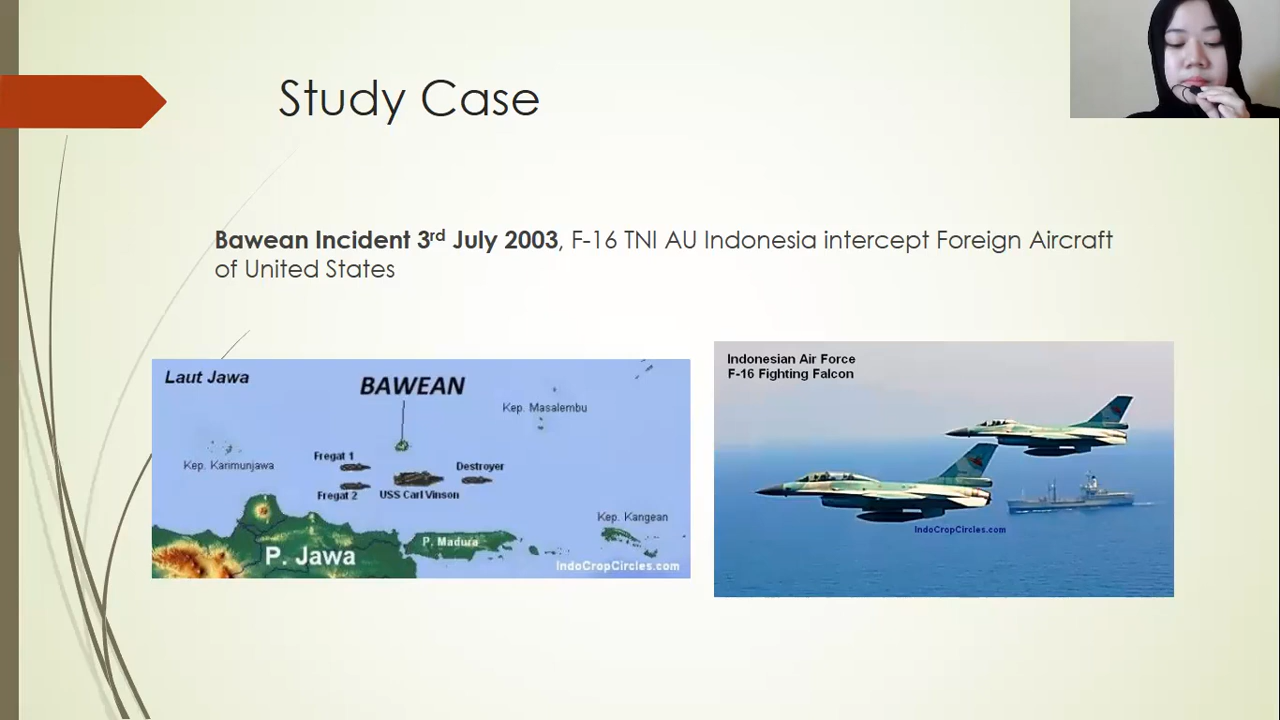 Study Case
Bawean Incident 3rd July 2003, F-16 TNI AU Indonesia intercept Foreign Aircraft
of United States
Laut Jawa
BAWEAN
Kep. Masalembu
Kep. Karimunjawa
Fregat 1
Destroyer
Fregat 2
USS Carl Vinson
Kep. Kangean
P. Jawa
P. Madura
IndoCropCircles.com
Indonesian Air Force
F-16 Fighting Falcon
IndoCropCircles.com